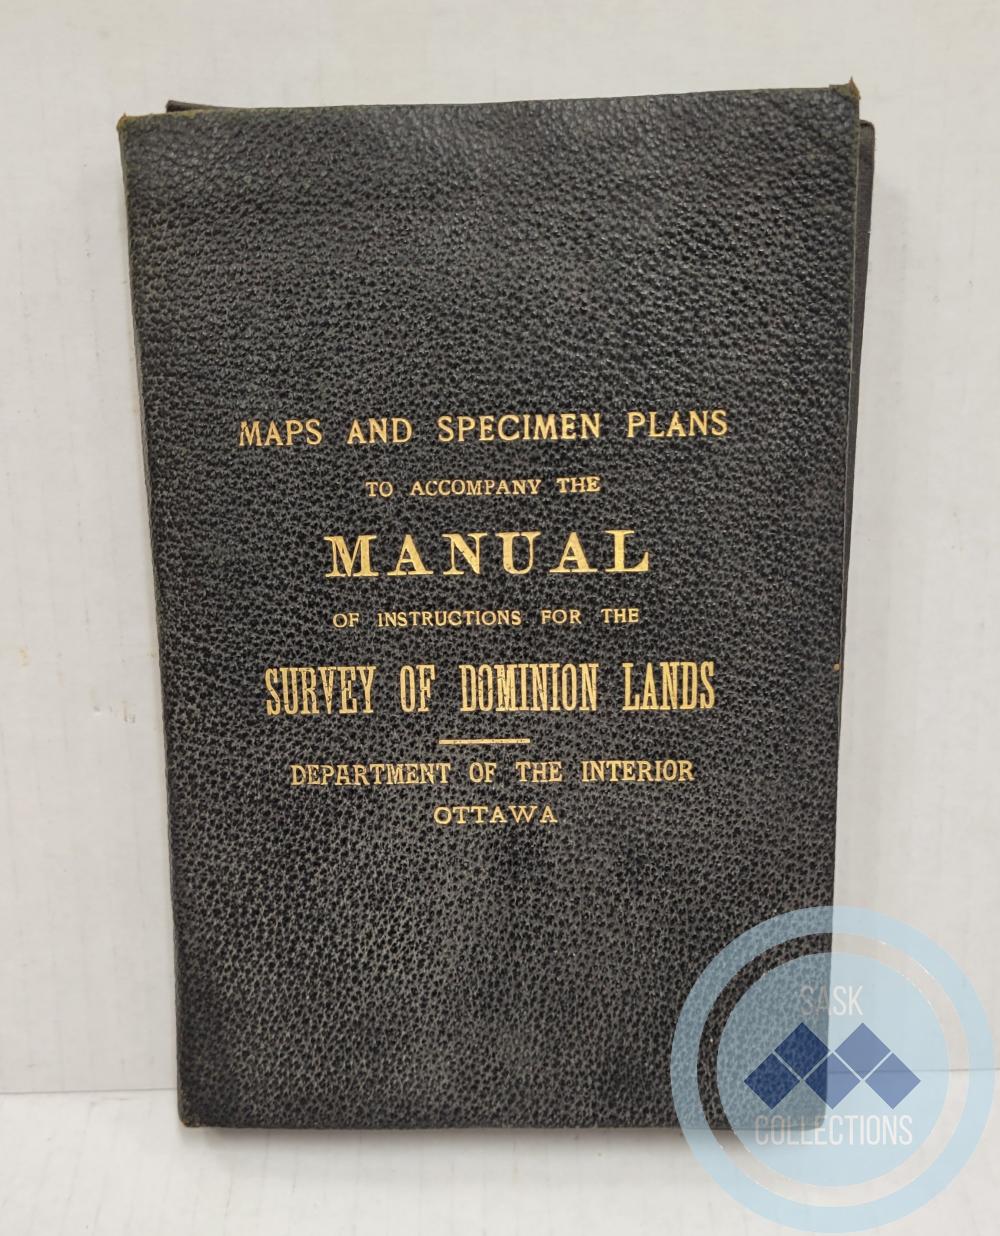 MAPS AND SPECIMEN PLANS
TO ACCOMPANY THE
MANUAL
OF INSTRUCTIONS FOR THE
SURVEY OF DOMINION LANDS
DEPARTMENT OF THE INTERIOR
OTTAWA
SASK
COLLECTIONS